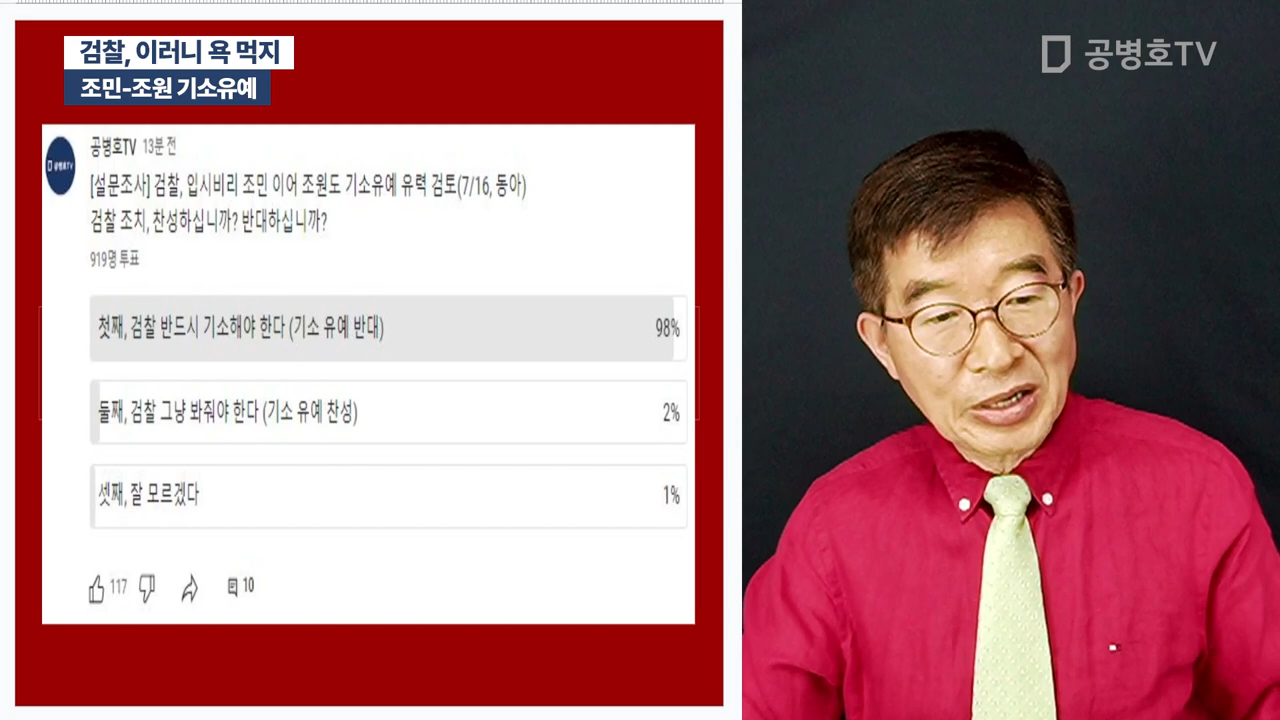 검찰, 이러니 욕 먹지
조민-조원 기소유예
공병호TV
공병호TV 13분 전
[설문조사] 검찰, 입시비리 조민 이어 조원도 기소유예 유력 검토(7/16, 동아)
검찰 조치, 찬성하십니까? 반대하십니까?
919명 투표
첫째, 검찰 반드시 기소해야 한다 (기소 유예 반대) 98%
둘째, 검찰 그냥 봐줘야 한다 (기소 유예 찬성) 2%
셋째, 잘 모르겠다 1%
117 10
공병호TV